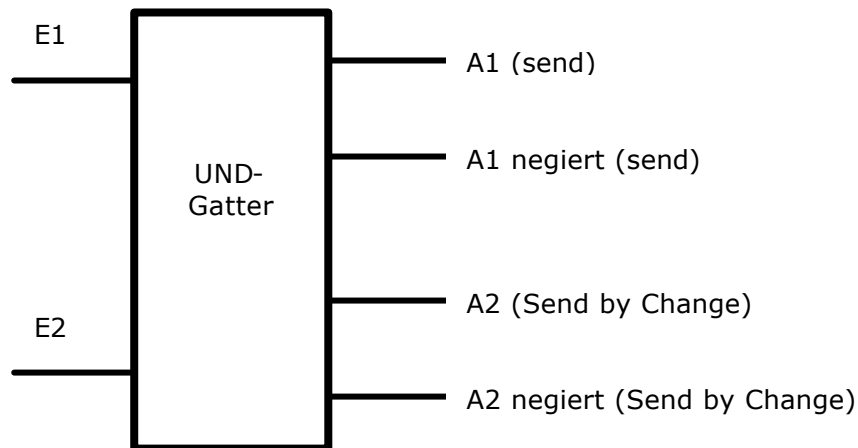 E1
A1 (send)
A1 negiert (send)
UND-
Gatter
A2 (Send by Change)
E2
A2 negiert (Send by Change)